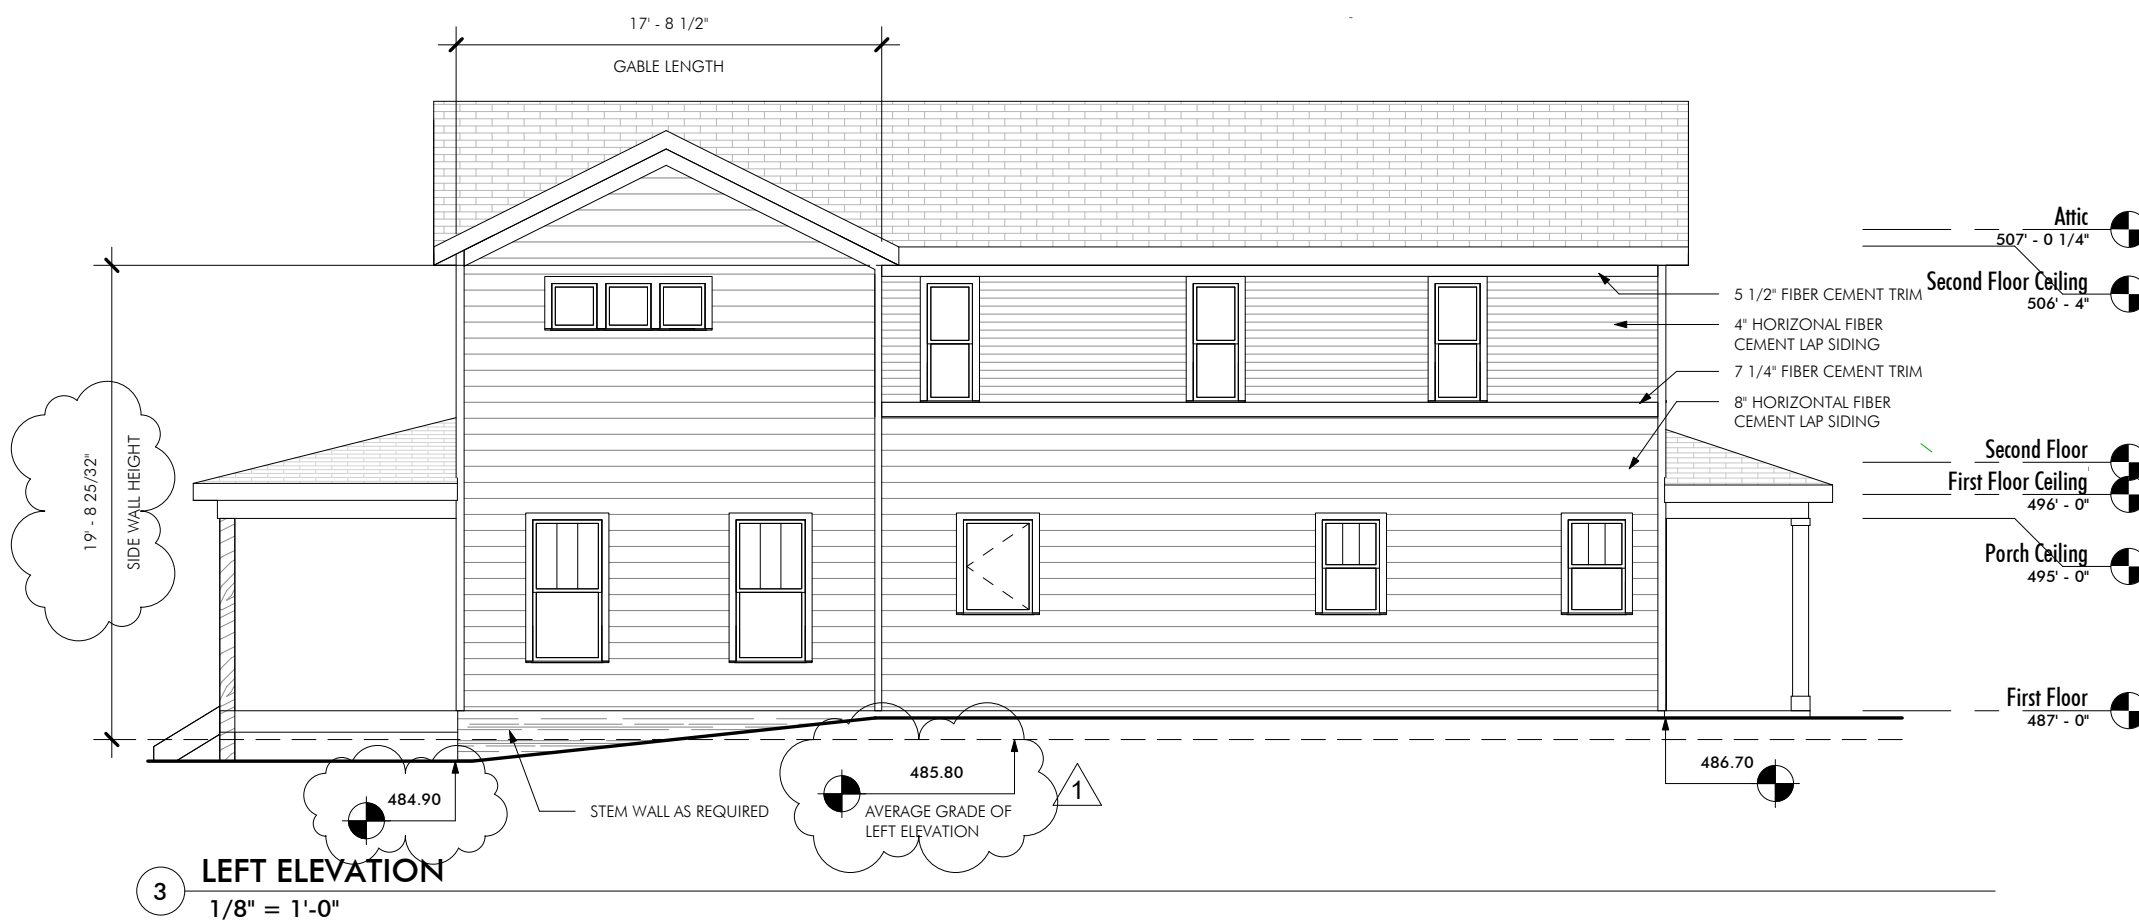 17' - 8 1/2"
GABLE LENGTH
Attic
507' - 0 1/4"
Second Floor Ceiling
506' - 4"
5 1/2" FIBER CEMENT TRIM
4" HORIZONAL FIBER
CEMENT LAP SIDING
7 1/4" FIBER CEMENT TRIM
8" HORIZONTAL FIBER
CEMENT LAP SIDING
19' - 8 25/32"
SIDE WALL HEIGHT
Second Floor
First Floor Ceiling
496' - 0"
Porch Ceiling
495' - 0"
First Floor
487' - 0"
484.90
STEM WALL AS REQUIRED
485.80
AVERAGE GRADE OF
LEFT ELEVATION
1
486.70
3
LEFT ELEVATION
1/8" = 1'-0"